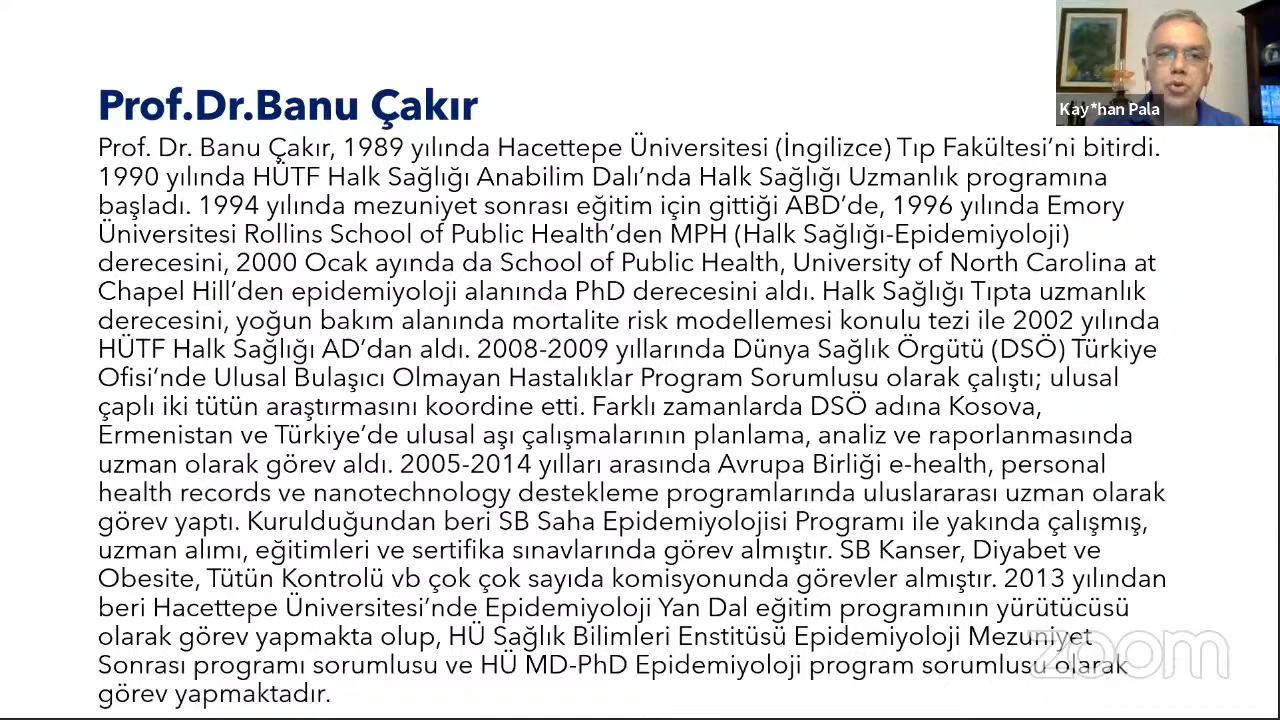 Prof.Dr.Banu Çakır
Prof. Dr. Banu Çakır, 1989 yılında Hacettepe Üniversitesi (İngilizce) Tıp Fakültesi’ni bitirdi.
1990 yılında HÜTF Halk Sağlığı Anabilim Dalı’nda Halk Sağlığı Uzmanlık programına
başladı. 1994 yılında mezuniyet sonrası eğitim için gittiği ABD’de, 1996 yılında Emory
Üniversitesi Rollins School of Public Health’den MPH (Halk Sağlığı-Epidemiyoloji)
derecesini, 2000 Ocak ayında da School of Public Health, University of North Carolina at
Chapel Hill’den epidemiyoloji alanında PhD derecesini aldı. Halk Sağlığı Tıpta uzmanlık
derecesini, yoğun bakım alanında mortalite risk modellemesi konulu tezi ile 2002 yılında
HÜTF Halk Sağlığı AD’dan aldı. 2008-2009 yıllarında Dünya Sağlık Örgütü (DSÖ) Türkiye
Ofisi’nde Ulusal Bulaşıcı Olmayan Hastalıklar Program Sorumlusu olarak çalıştı; ulusal
çaplı iki tütün araştırmasını koordine etti. Farklı zamanlarda DSÖ adına Kosova,
Ermenistan ve Türkiye’de ulusal aşı çalışmalarının planlama, analiz ve raporlanmasında
uzman olarak görev aldı. 2005-2014 yılları arasında Avrupa Birliği e-health, personal
health records ve nanotechnology destekleme programlarında uluslararası uzman olarak
görev yaptı. Kurulduğundan beri SB Saha Epidemiyolojisi Programı ile yakında çalışmış,
uzman alımı, eğitimleri ve sertifika sınavlarında görev almıştır. SB Kanser, Diyabet ve
Obesite, Tütün Kontrolü vb çok çok sayıda komisyonunda görevler almıştır. 2013 yılından
beri Hacettepe Üniversitesi’nde Epidemiyoloji Yan Dal eğitim programının yürütücüsü
olarak görev yapmakta olup, HÜ Sağlık Bilimleri Enstitüsü Epidemiyoloji Mezuniyet
Sonrası programı sorumlusu ve HÜ MD-PhD Epidemiyoloji program sorumlusu olarak
görev yapmaktadır.
Kay*han Pala
zoom